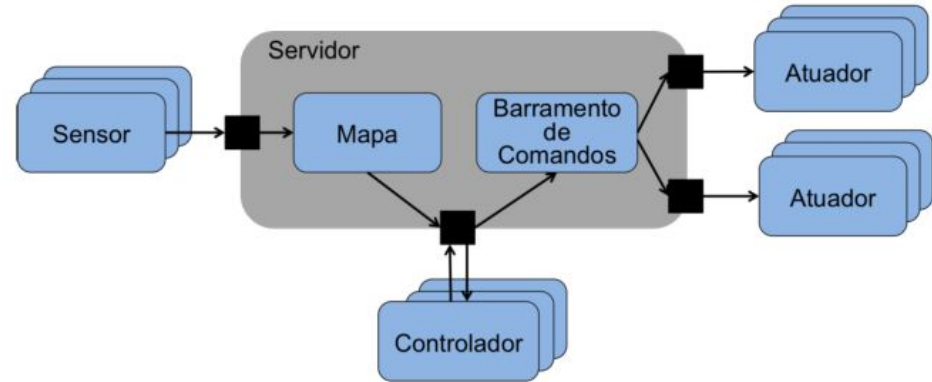 Servidor
Sensor
Mapa
Barramento
de
Comandos
Atuador
Atuador
Controlador